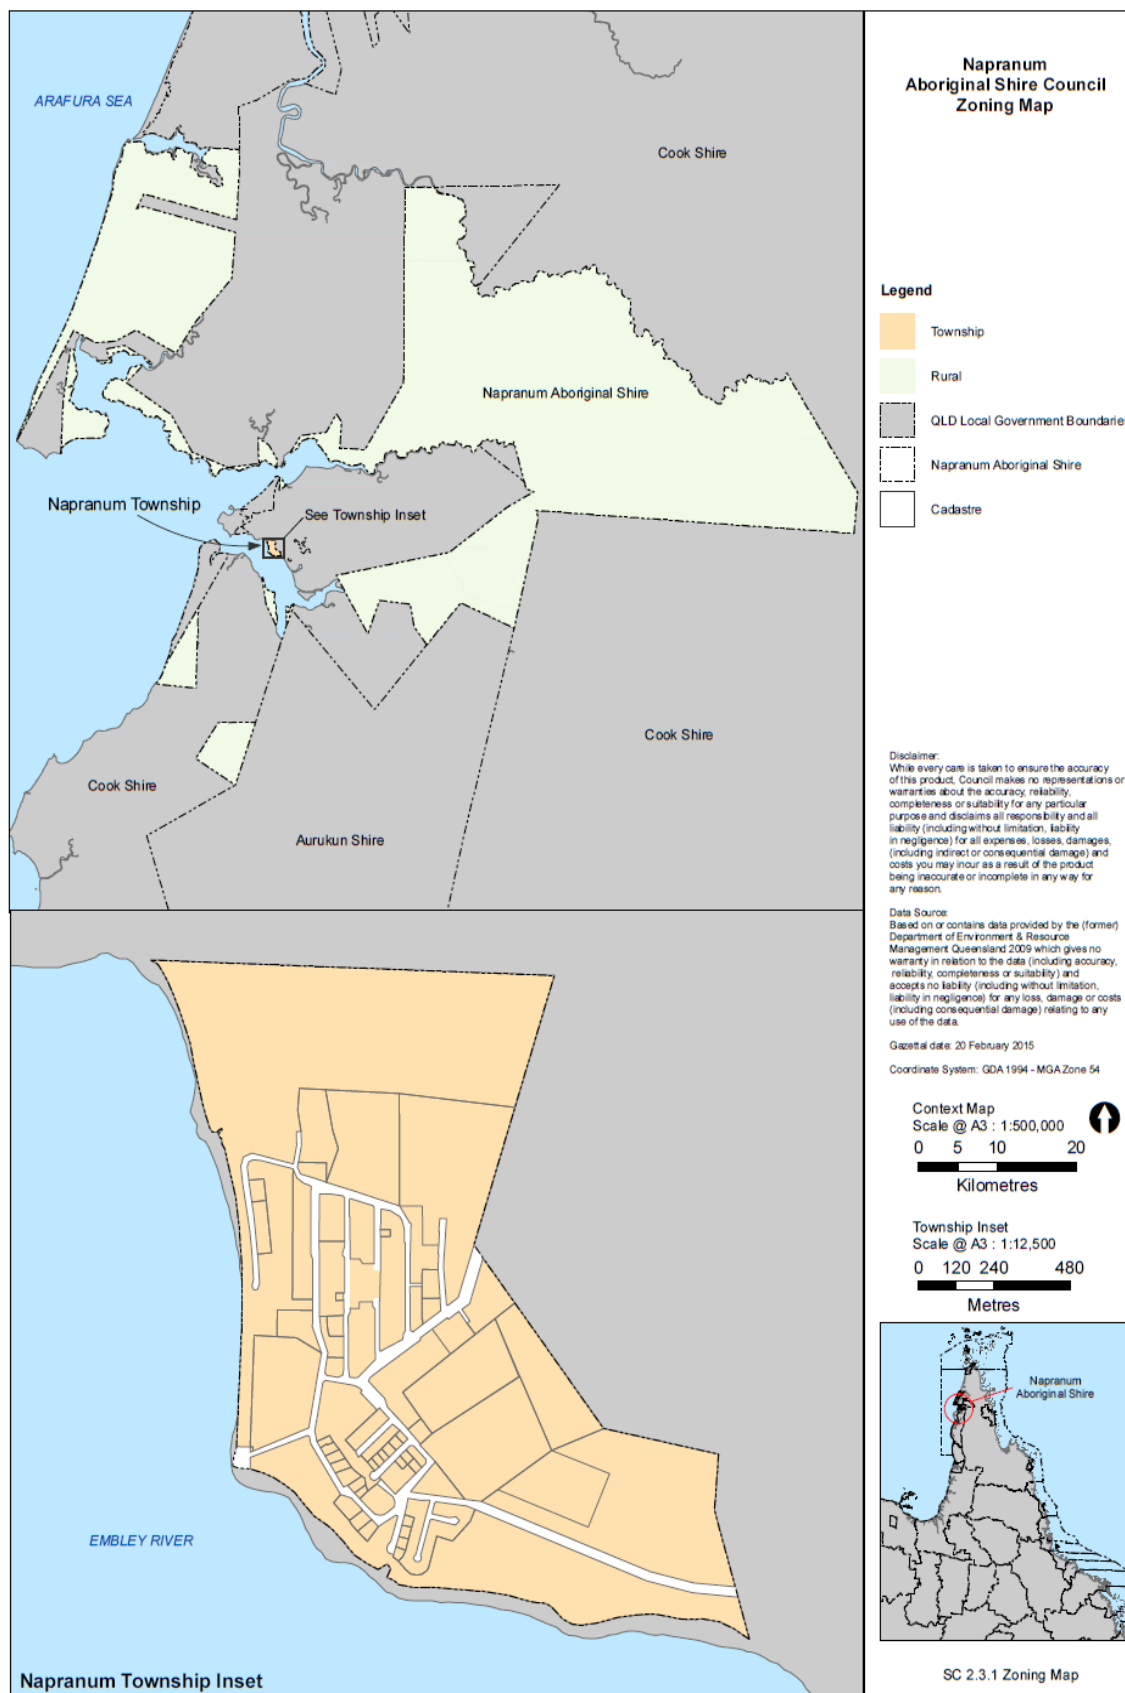 Napranum
Aboriginal Shire Council
Zoning Map
ARAFURA SEA
Cook Shire
Napranum Aboriginal Shire
Napranum Township
See Township Inset
Cook Shire
Cook Shire
Aurukun Shire
Legend
Township
Rural
QLD Local Government Boundaries
Napranum Aboriginal Shire
Cadastre
Disclaimer:
While every care is taken to ensure the accuracy
of this product, Council makes no representations or
warranties about the accuracy, reliability,
completeness or suitability for any particular
purpose and disclaims all responsibility and all
liability (including without limitation, liability
in negligence) for all expenses, losses, damages,
(including indirect or consequential damage) and
costs you may incur as a result of the product
being inaccurate or incomplete in any way for
any reason.
Data Source:
Based on or contains data provided by the (former)
Department of Environment & Resource
Management Queensland 2009 which gives no
warranty in relation to the data (including accuracy,
reliability, completeness or suitability) and
accepts no liability (including without limitation,
liability in negligence) for any loss, damage or costs
(including consequential damage) relating to any
use of the data.
Gazettal date: 20 February 2015
Coordinate System: GDA 1994 - MGA Zone 54
Context Map
Scale @ A3 : 1:500,000
0 5 10 20
Kilometres
Township Inset
Scale @ A3 : 1:12,500
0 120 240 480
Metres
Napranum
Aboriginal Shire
EMBLEY RIVER
Napranum Township Inset
SC 2.3.1 Zoning Map